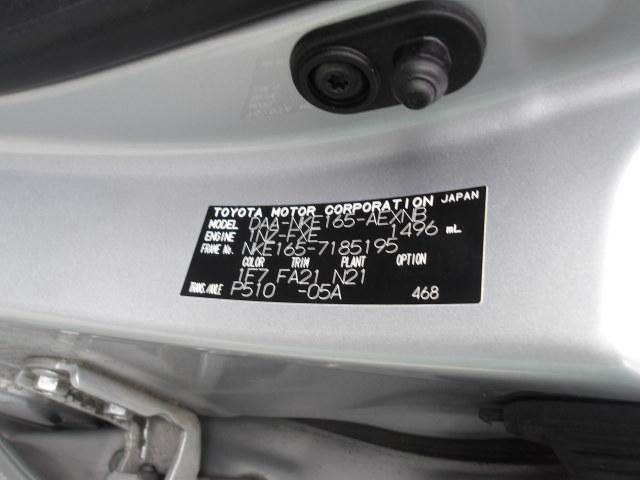 TOYOTA MOTOR CORPORATION JAPAN
MODEL DAA-NKE165-AEXNB
ENGINE 1NZ-FXE 1496 mL
FRAME No. NKE165-7185195
COLOR TRIM PLANT OPTION
1E7 FA21 N21
TRANS./AXLE P510 -05A 468